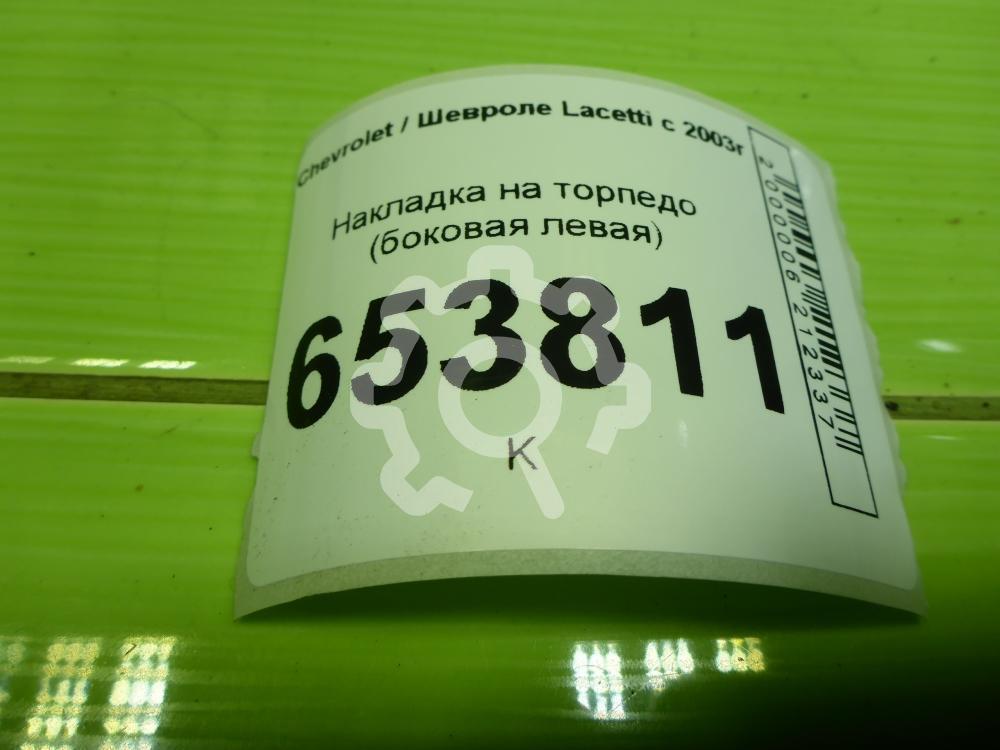 Chevrolet / Шевроле Lacetti с 2003г
Накладка на торпедо
(боковая левая)
653811
К
2000006212337